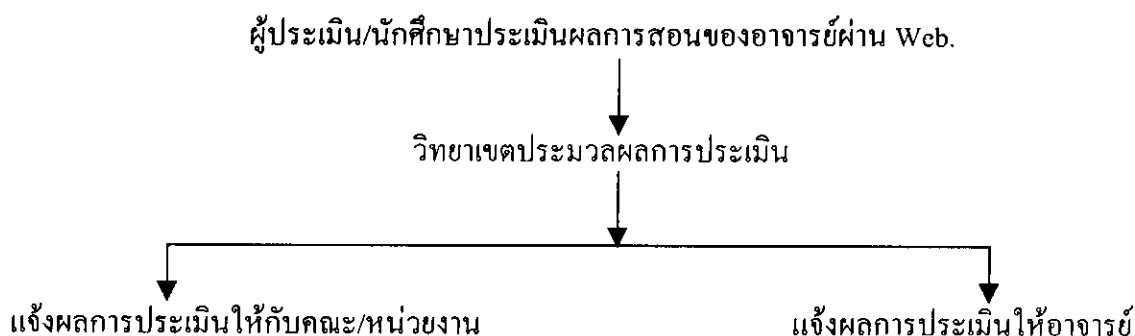 ผู้ประเมิน/นักศึกษาประเมินผลการสอนของอาจารย์ผ่าน Web.
วิทยาเขตประมวลผลการประเมิน
แจ้งผลการประเมินให้กับคณะ/หน่วยงาน
แจ้งผลการประเมินให้อาจารย์